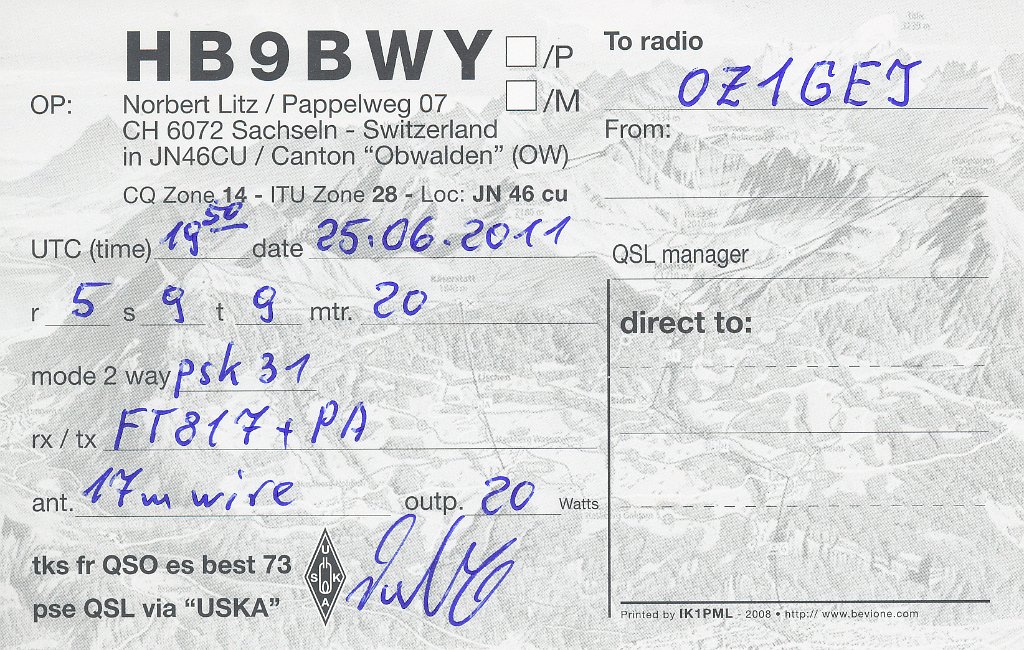 HB9BWY /P
/M
OP: Norbert Litz / Pappelweg 07
CH 6072 Sachseln - Switzerland
in JN46CU / Canton “Obwalden” (OW)
CQ Zone 14 - ITU Zone 28 - Loc: JN 46 cu
UTC (time) 19 50 date 25.06.2011
r 5 s 9 t 9 mtr. 20
mode 2 way psk 31
rx / tx FT817 + PA
ant. 17m wire outp. 20 Watts
tks fr QSO es best 73
pse QSL via “USKA”
USKA
To radio
OZ1GEJ
From:
QSL manager
direct to:
Printed by IK1PML - 2008 • http:// www.bevione.com